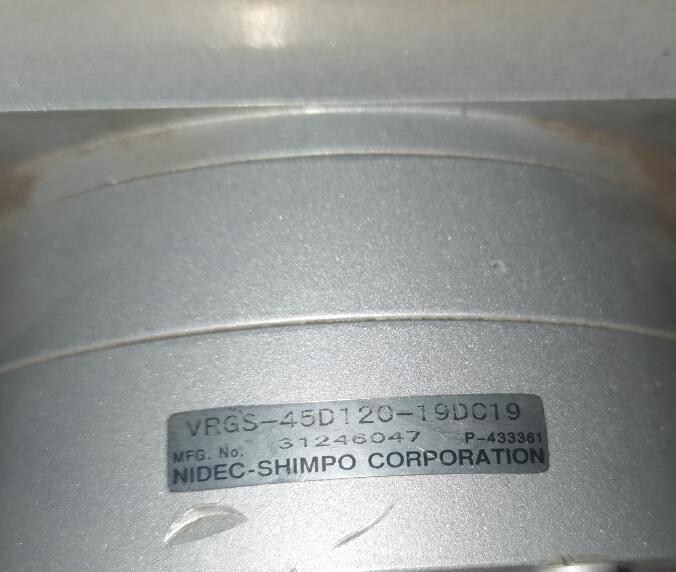 VRGS-45D120-19DC19
MFG. No. 31246047 P-433361
NIDEC-SHIMPO CORPORATION